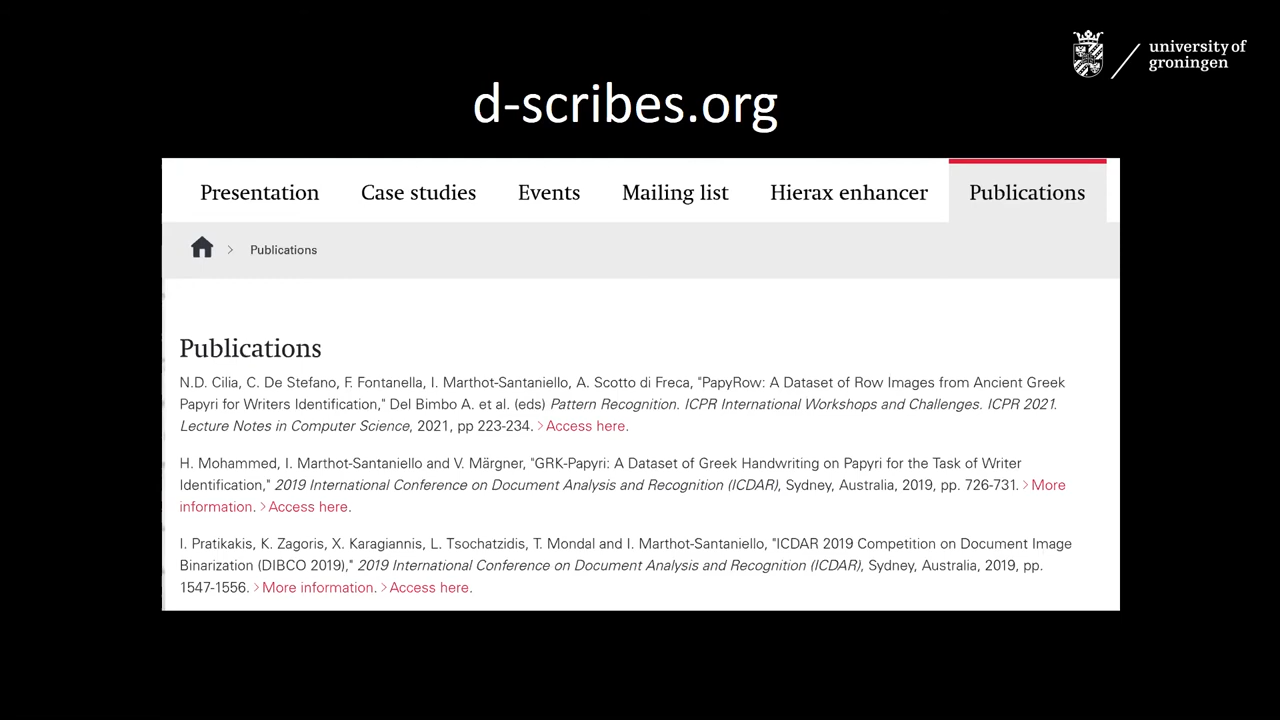 university of
groningen
d-scribes.org
Presentation Case studies Events Mailing list Hierax enhancer Publications
Publications
Publications
N.D. Cilia, C. De Stefano, F. Fontanella, I. Marthot-Santaniello, A. Scotto di Freca, "PapyRow: A Dataset of Row Images from Ancient Greek
Papyri for Writers Identification," Del Bimbo A. et al. (eds) Pattern Recognition. ICPR International Workshops and Challenges. ICPR 2021.
Lecture Notes in Computer Science, 2021, pp 223-234. > Access here.
H. Mohammed, I. Marthot-Santaniello and V. Märgner, "GRK-Papyri: A Dataset of Greek Handwriting on Papyri for the Task of Writer
Identification," 2019 International Conference on Document Analysis and Recognition (ICDAR), Sydney, Australia, 2019, pp. 726-731. > More
information. > Access here.
I. Pratikakis, K. Zagoris, X. Karagiannis, L. Tsochatzidis, T. Mondal and I. Marthot-Santaniello, "ICDAR 2019 Competition on Document Image
Binarization (DIBCO 2019)," 2019 International Conference on Document Analysis and Recognition (ICDAR), Sydney, Australia, 2019, pp.
1547-1556. > More information. > Access here.